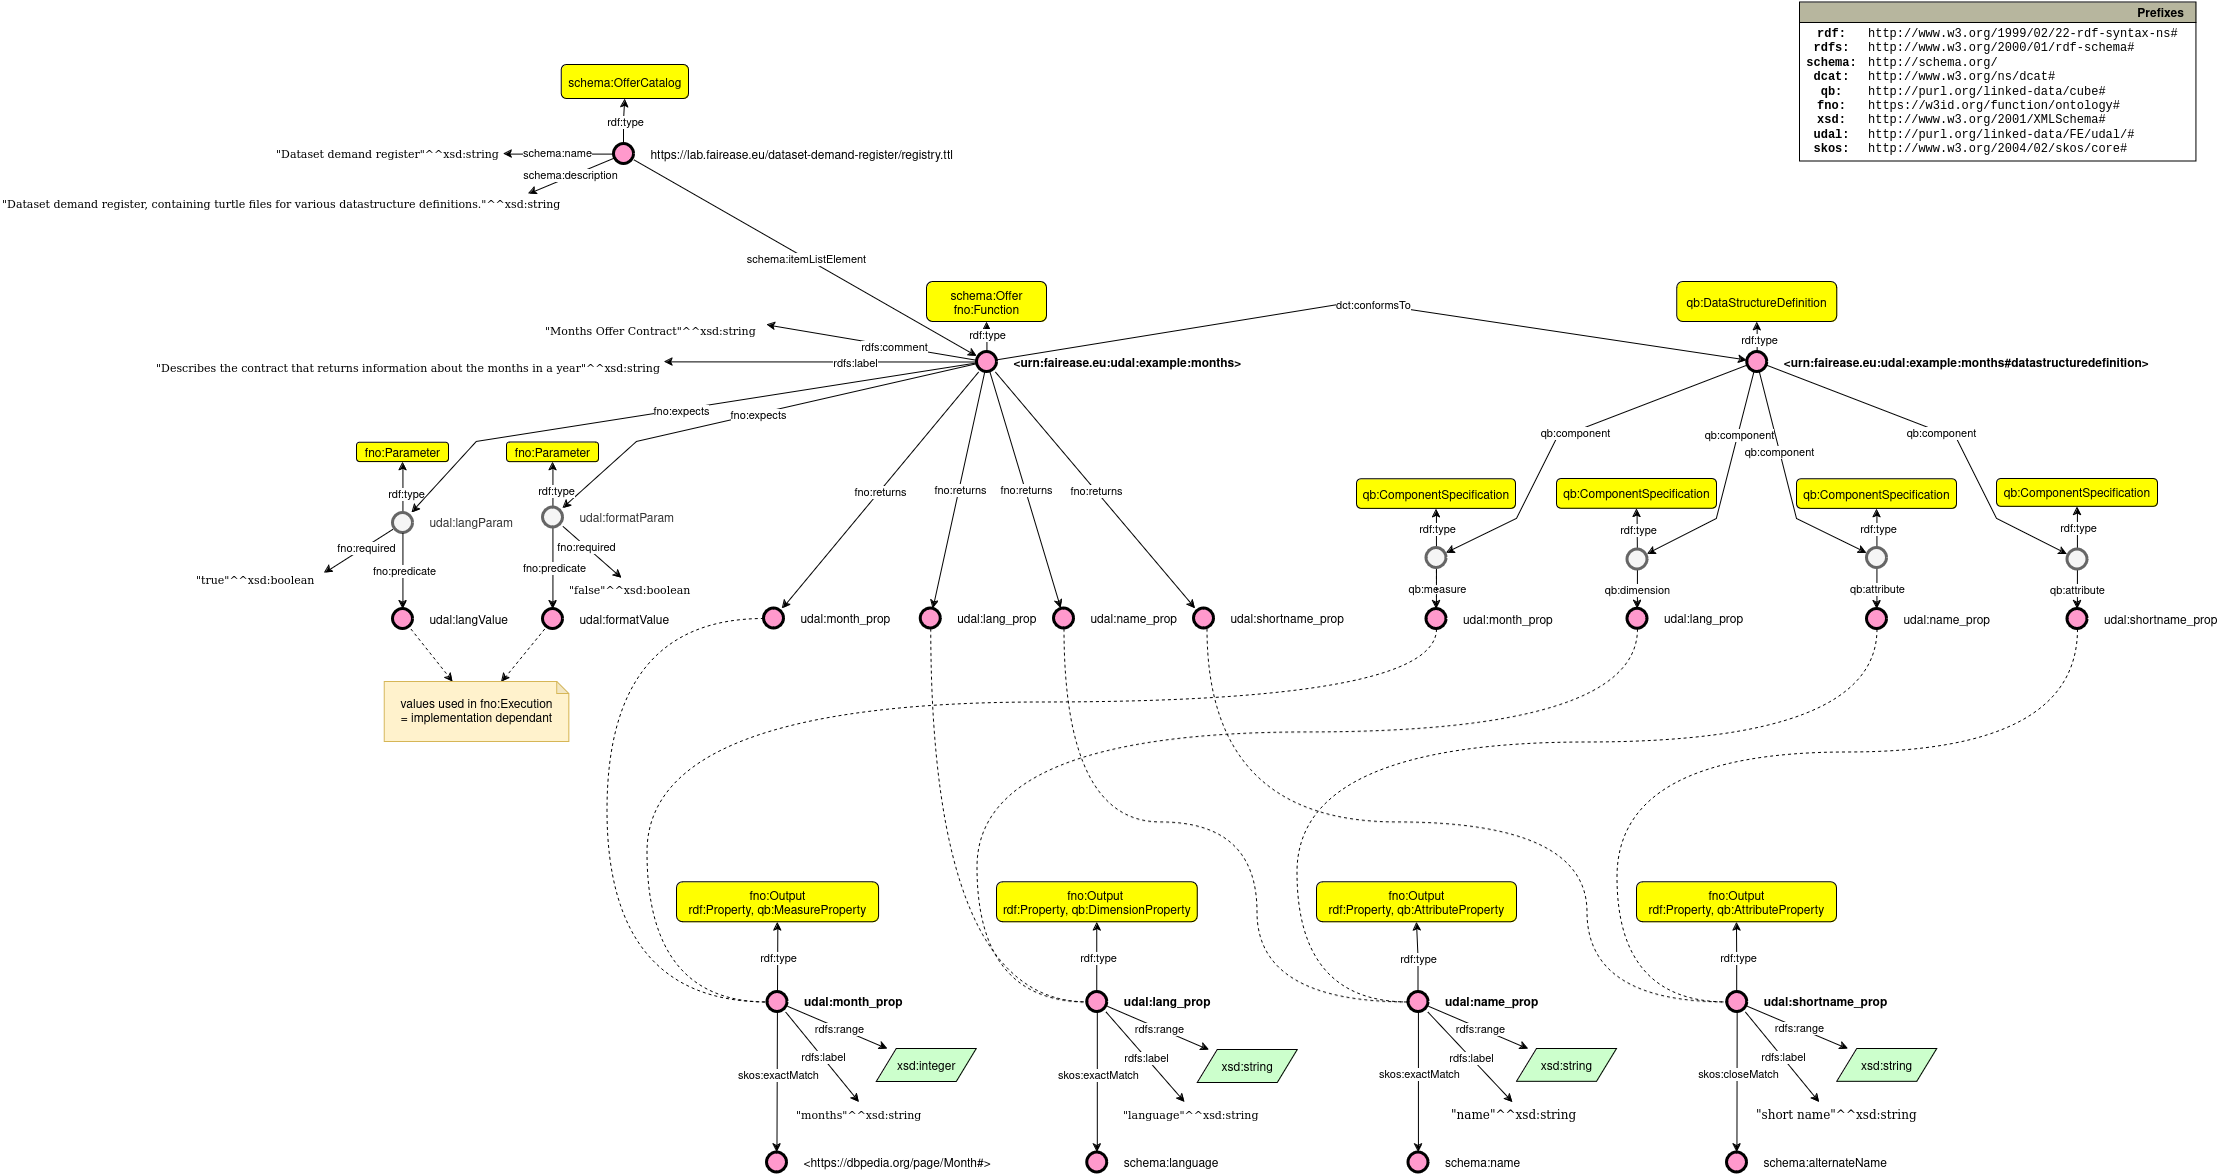 Prefixes
rdf: http://www.w3.org/1999/02/22-rdf-syntax-ns#
rdfs: http://www.w3.org/2000/01/rdf-schema#
schema: http://schema.org/
dcat: http://www.w3.org/ns/dcat#
qb: http://purl.org/linked-data/cube#
fno: https://w3id.org/function/ontology#
xsd: http://www.w3.org/2001/XMLSchema#
udal: http://purl.org/linked-data/FE/udal/#
skos: http://www.w3.org/2004/02/skos/core#
schema:OfferCatalog
rdf:type
"Dataset demand register"^^xsd:string
schema:name
https://lab.fairease.eu/dataset-demand-register/registry.ttl
schema:description
"Dataset demand register, containing turtle files for various datastructure definitions."^^xsd:string
schema:itemListElement
schema:Offer
fno:Function
rdf:type
dct:conformsTo
qb:DataStructureDefinition
rdf:type
"Months Offer Contract"^^xsd:string
rdfs:comment
rdfs:label
<urn:fairease.eu:udal:example:months>
<urn:fairease.eu:udal:example:months#datastructuredefinition>
"Describes the contract that returns information about the months in a year"^^xsd:string
fno:expects
fno:expects
qb:component
qb:component
qb:component
qb:component
fno:Parameter
fno:Parameter
rdf:type
rdf:type
fno:returns
fno:returns
fno:returns
fno:returns
qb:ComponentSpecification
qb:ComponentSpecification
qb:ComponentSpecification
qb:ComponentSpecification
udal:langParam
udal:formatParam
rdf:type
rdf:type
rdf:type
rdf:type
fno:required
fno:required
fno:predicate
fno:predicate
"true"^^xsd:boolean
"false"^^xsd:boolean
qb:measure
qb:dimension
qb:attribute
qb:attribute
udal:langValue
udal:formatValue
udal:month_prop
udal:lang_prop
udal:name_prop
udal:shortname_prop
udal:month_prop
udal:lang_prop
udal:name_prop
udal:shortname_prop
values used in fno:Execution
= implementation dependant
fno:Output
rdf:Property, qb:MeasureProperty
fno:Output
rdf:Property, qb:DimensionProperty
fno:Output
rdf:Property, qb:AttributeProperty
fno:Output
rdf:Property, qb:AttributeProperty
rdf:type
rdf:type
rdf:type
rdf:type
udal:month_prop
udal:lang_prop
udal:name_prop
udal:shortname_prop
rdfs:range
rdfs:range
rdfs:range
rdfs:range
rdfs:label
rdfs:label
rdfs:label
rdfs:label
xsd:integer
xsd:string
xsd:string
xsd:string
skos:exactMatch
skos:exactMatch
skos:exactMatch
skos:closeMatch
"months"^^xsd:string
"language"^^xsd:string
"name"^^xsd:string
"short name"^^xsd:string
<https://dbpedia.org/page/Month#>
schema:language
schema:name
schema:alternateName